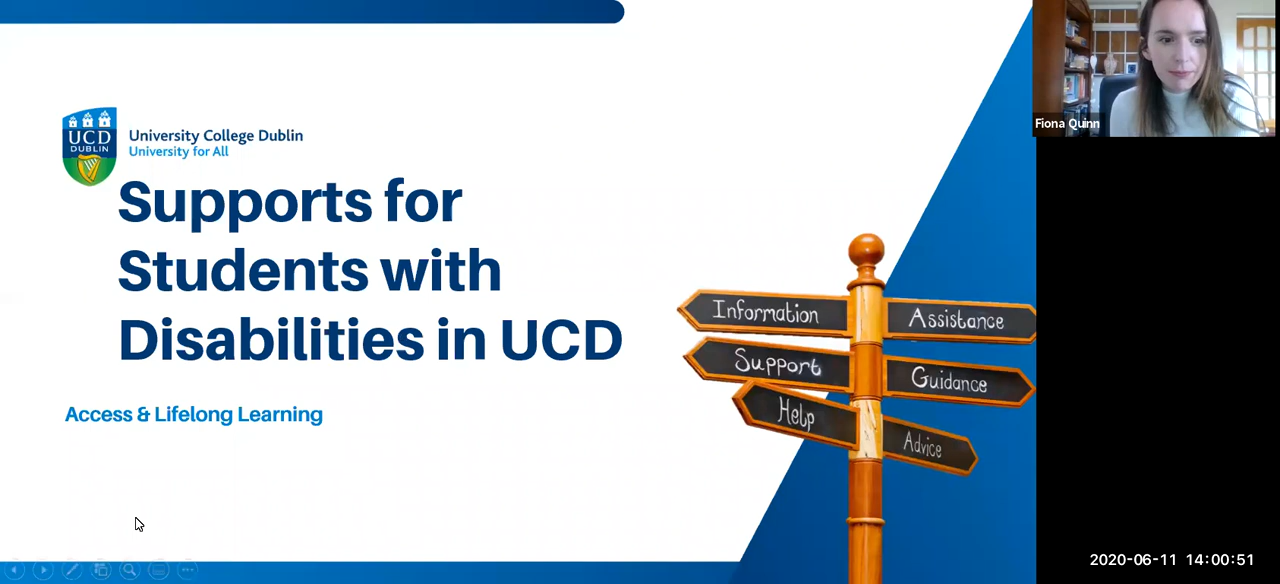 UCD
DUBLIN
University College Dublin
University for All
Supports for
Students with
Disabilities in UCD
Access & Lifelong Learning
Information
Assistance
Support
Guidance
Help
Advice
Fiona Quinn
2020-06-11 14:00:51